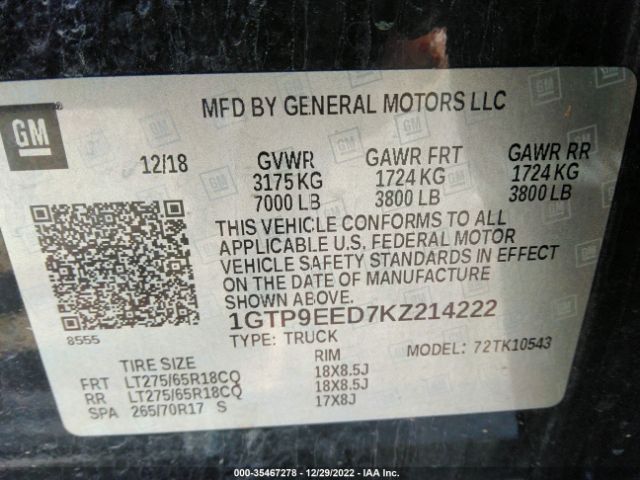 GM
MFD BY GENERAL MOTORS LLC
12/18 GVWR GAWR FRT GAWR RR
3175 KG 1724 KG 1724 KG
7000 LB 3800 LB 3800 LB
THIS VEHICLE CONFORMS TO ALL
APPLICABLE U.S. FEDERAL MOTOR
VEHICLE SAFETY STANDARDS IN EFFECT
ON THE DATE OF MANUFACTURE
1GTP9EED7KZ214222
8555
TYPE: TRUCK MODEL: 72TK10543
TIRE SIZE RIM
FRT LT275/65R18CQ 18X8.5J
RR LT275/65R18CQ 18X8.5J
SPA 265/70R17 S 17X8J
000-35467278 - 12/29/2022 - IAA Inc.